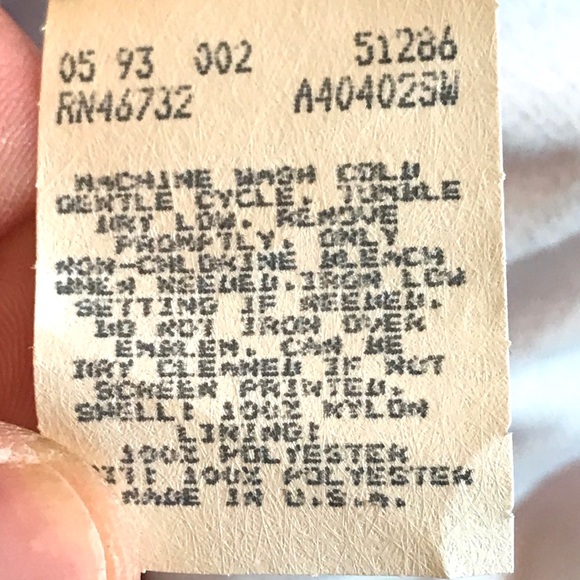 05 93 002 51286
RN46732 A40402SW
MACHINE WASH COLD
GENTLE CYCLE. TUMBLE
DRY LOW. REMOVE
PROMPTLY. ONLY
NON-CHLORINE BLEACH
WHEN NEEDED.IRON LOW
SETTING IF NEEDED.
DO NOT IRON OVER
EMBLEM. CAN BE
DRY CLEANED IF NOT
SCREEN PRINTED.
SHELL: 100% NYLON
LINING:
100% POLYESTER
100% POLYESTER
MADE IN U.S.A.